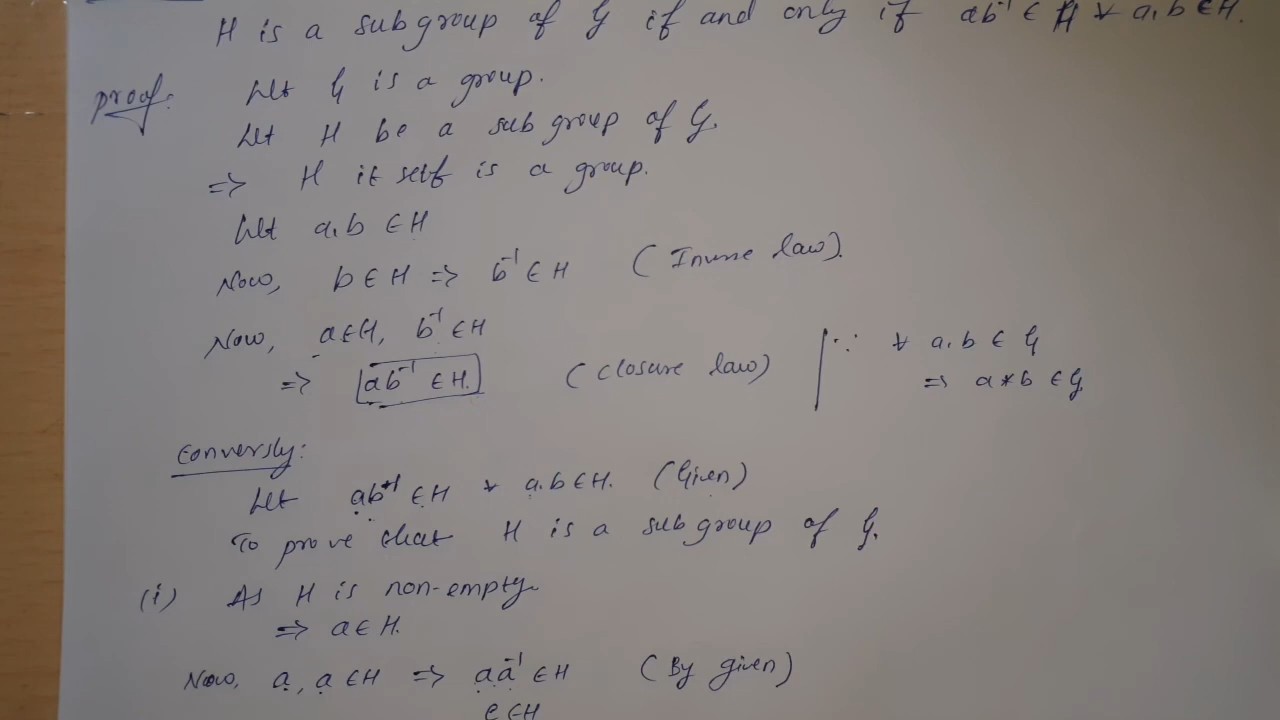 H is a subgroup of G if and only if ab⁻¹ ∈ H ∀ a,b ∈ H.
Proof: Let G is a group.
Let H be a subgroup of G.
=> H it self is a group.
Let a,b ∈ H
Now, b ∈ H => b⁻¹ ∈ H (Inverse law).
Now, a ∈ H, b⁻¹ ∈ H
=> ab⁻¹ ∈ H. (closure law)
∵ ∀ a,b ∈ G
=> a*b ∈ G.
Conversly:
Let ab⁻¹ ∈ H ∀ a,b ∈ H. (Given)
To prove that H is a subgroup of G.
(i) As H is non-empty.
=> a ∈ H.
Now, a, a ∈ H => aa⁻¹ ∈ H (By given)
e ∈ H